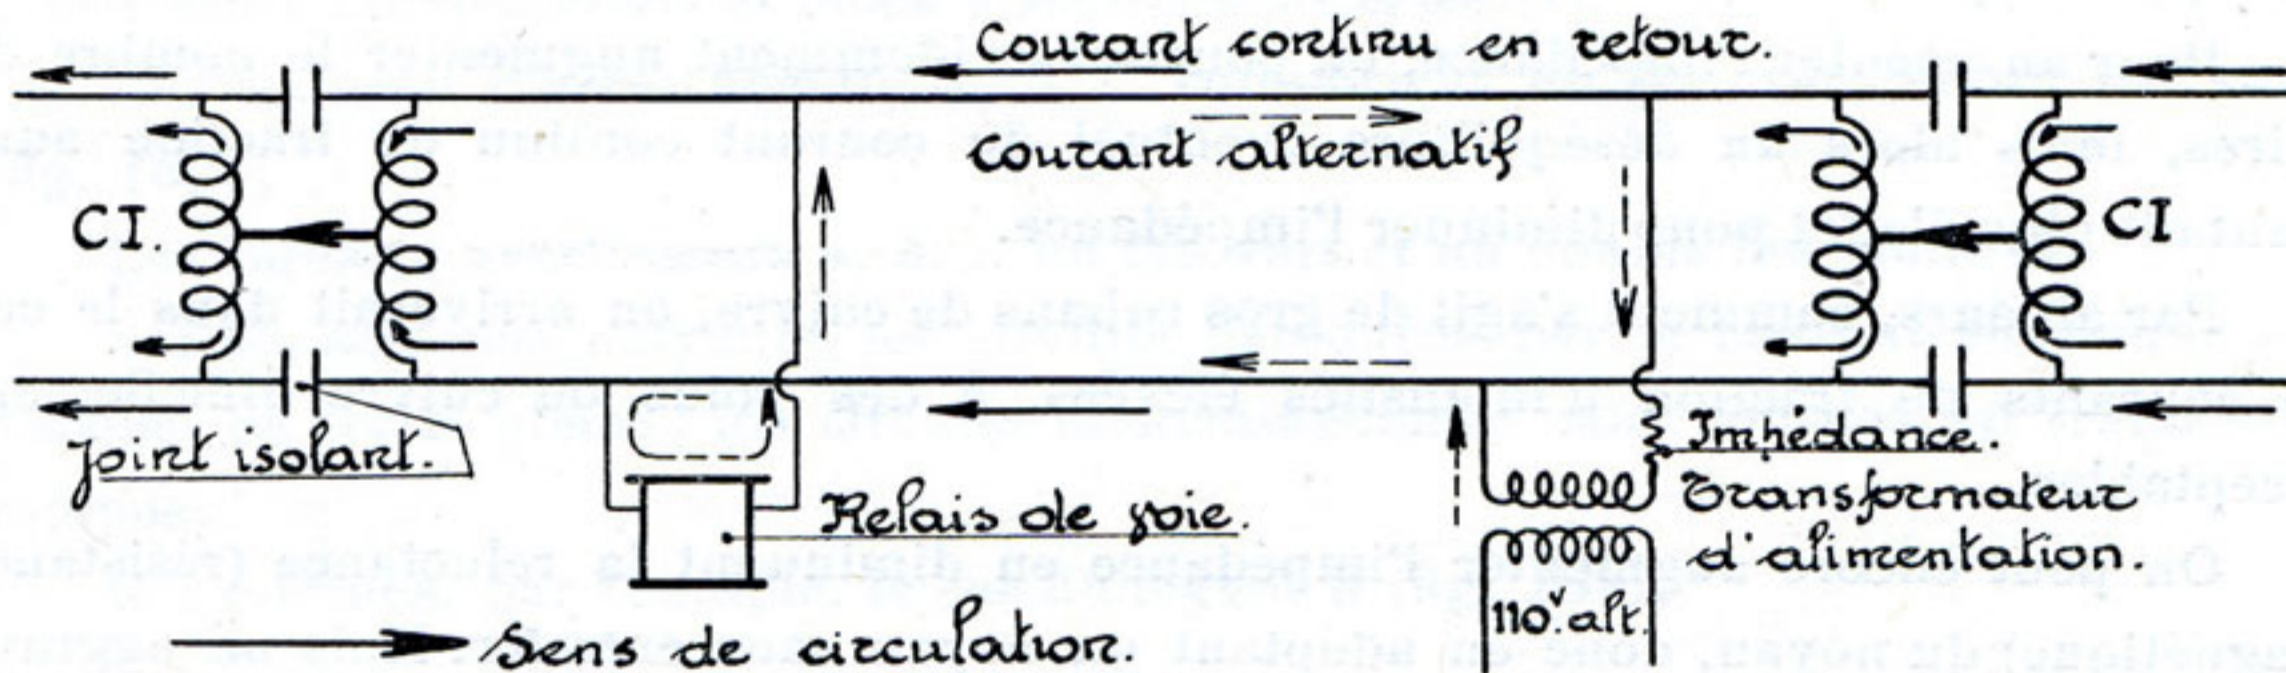 Courant continu en retour.
Courant alternatif
CI.
CI
Joint isolant.
Relais de voie.
Impédance.
Transformateur
d'alimentation.
110v. alt.
Sens de circulation.